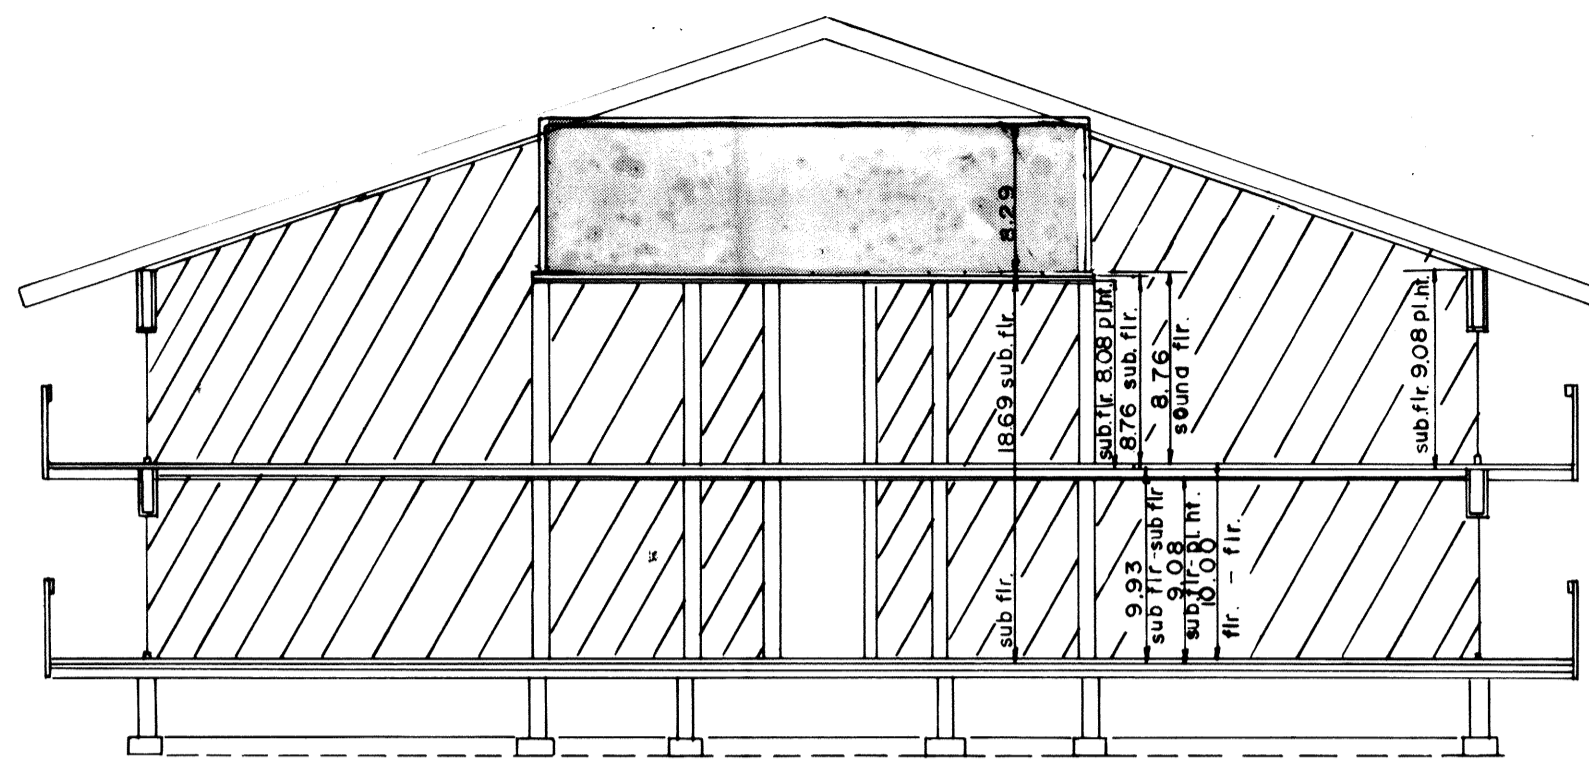 8.29
18.69 sub. flr.
sub flr.
sub.flr. 8.08 pl.ht.
8.76 sub. flr.
8.76
sound flr.
sub.flr. 9.08 pl.ht.
9.93
sub flr-sub flr
9.08
sub flr-pl. ht.
10.00
flr. - flr.